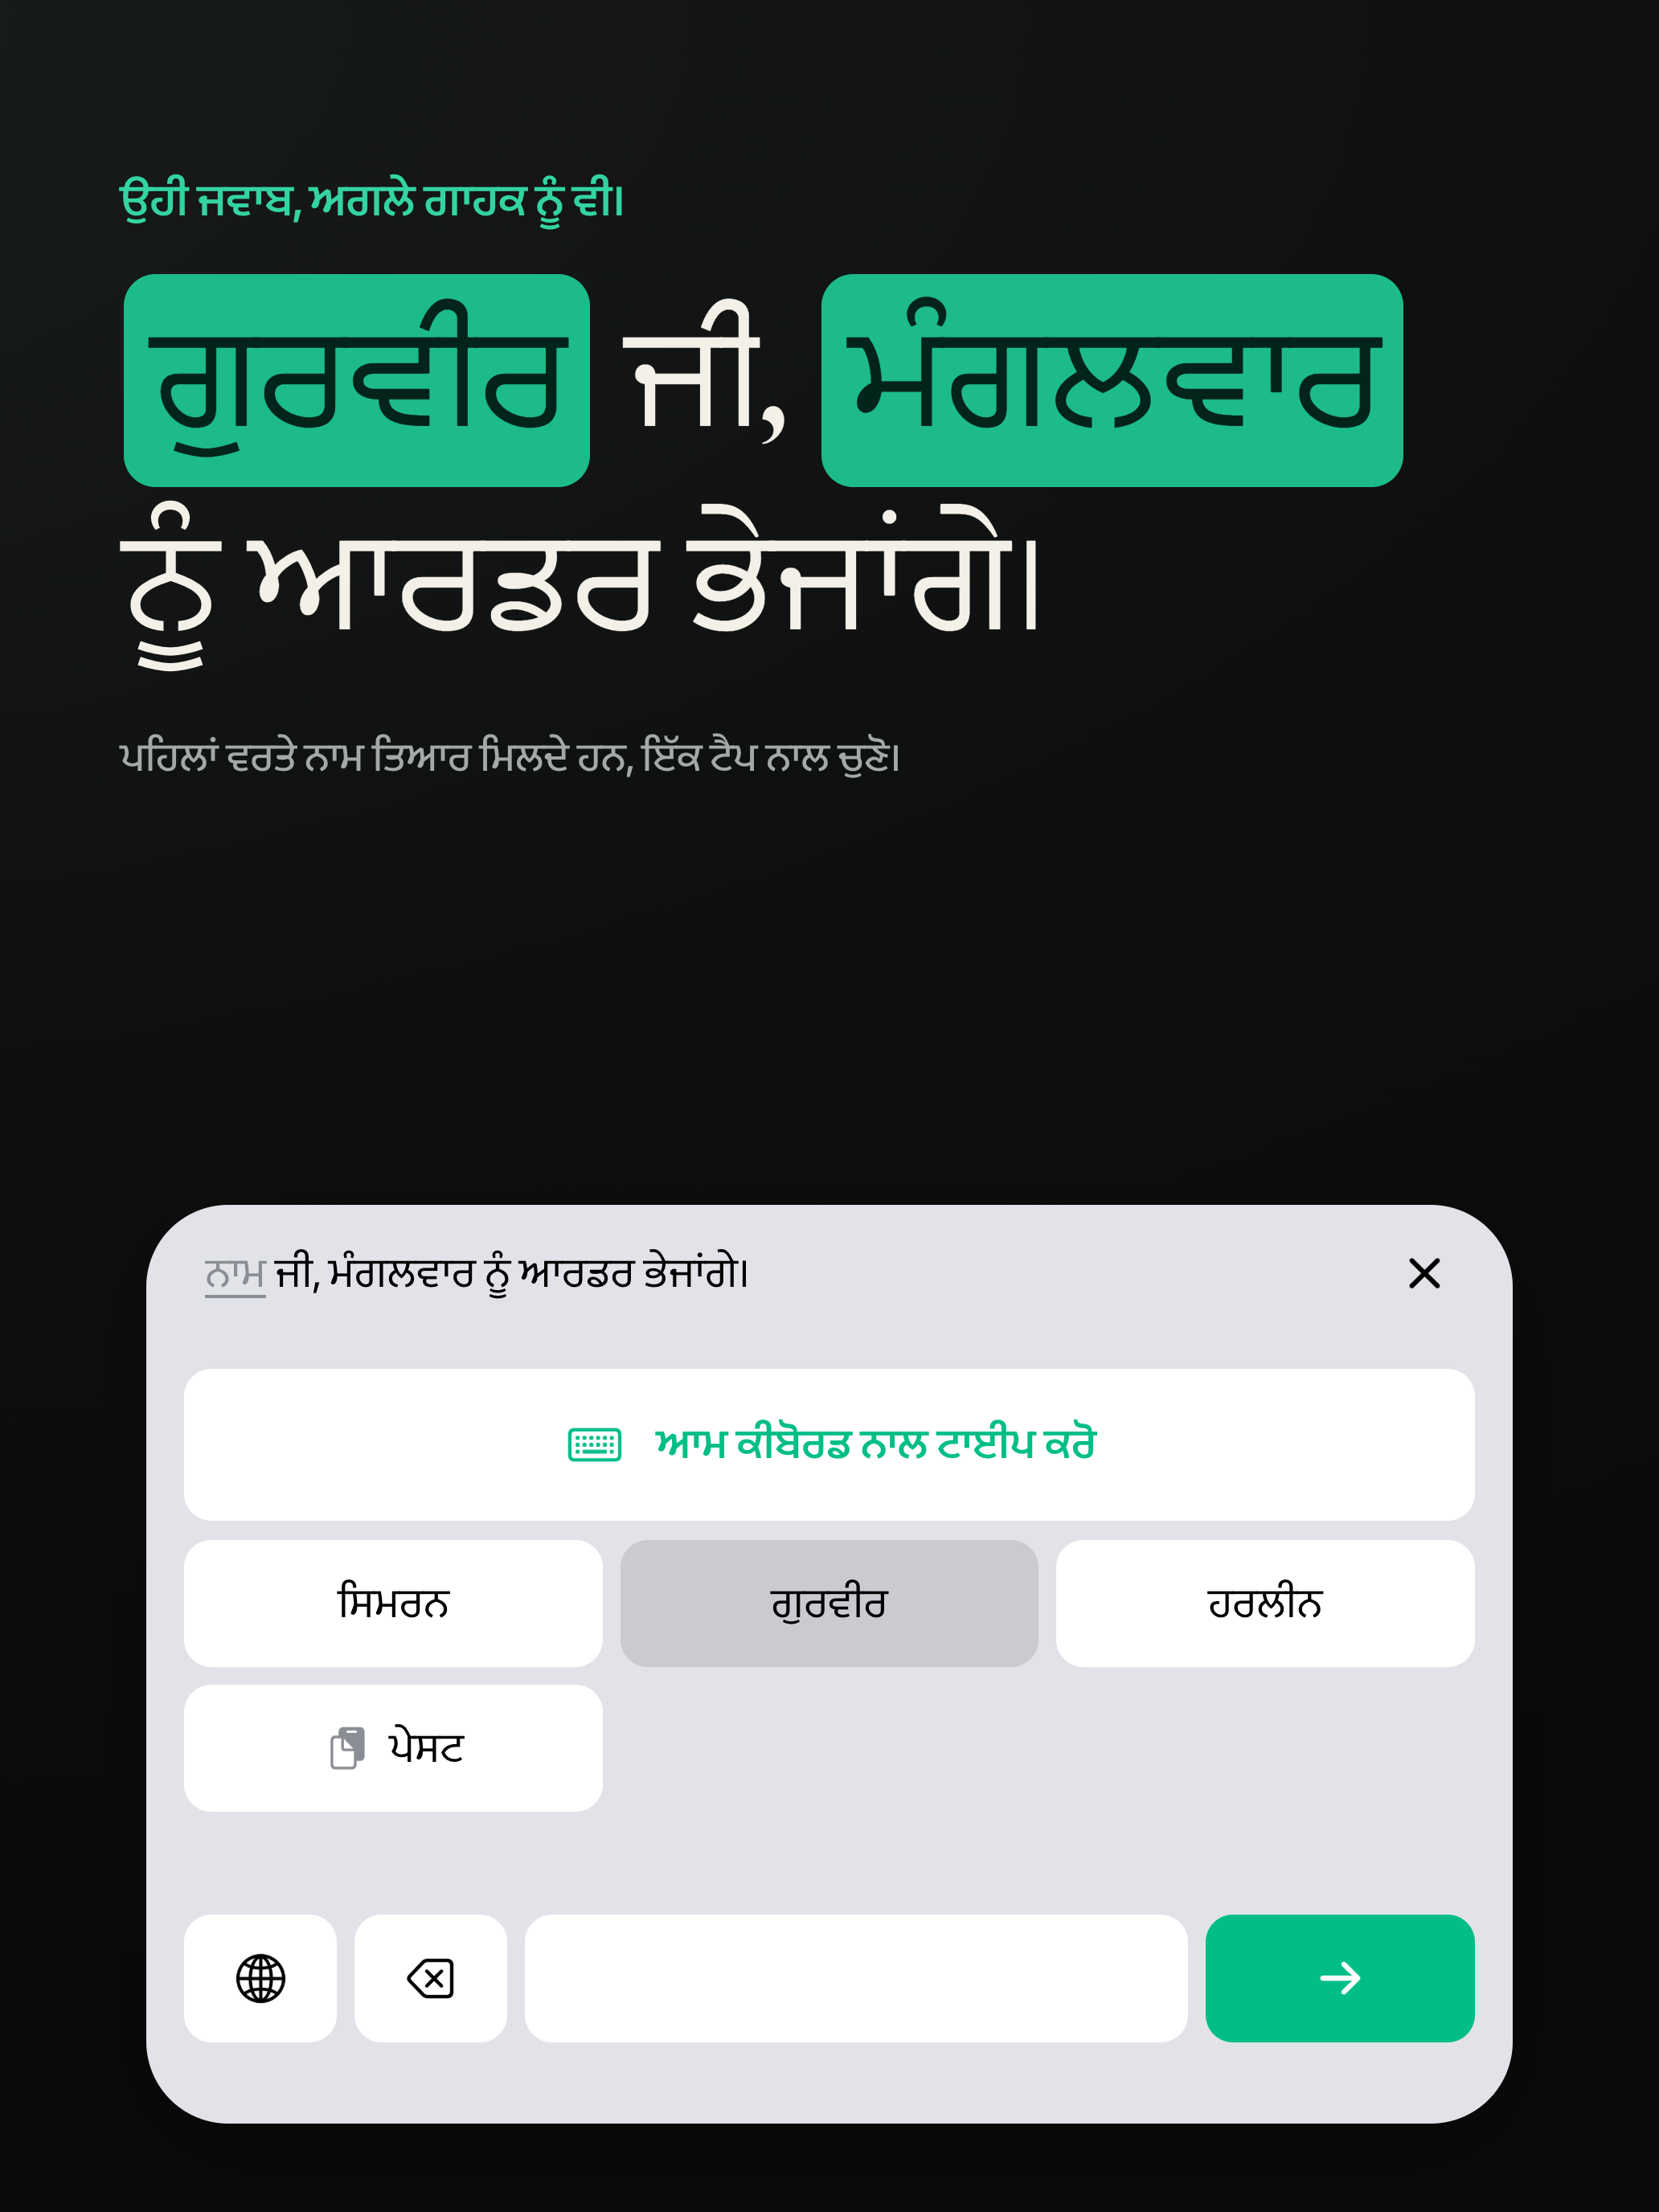 ਉਹੀ ਜਵਾਬ, ਅਗਲੇ ਗਾਹਕ ਨੂੰ ਵੀ।
ਗੁਰਵੀਰ ਜੀ, ਮੰਗਲਵਾਰ
ਨੂੰ ਆਰਡਰ ਭੇਜਾਂਗੇ।
ਪਹਿਲਾਂ ਵਰਤੇ ਨਾਮ ਤਿਆਰ ਮਿਲਦੇ ਹਨ, ਇੱਕ ਟੈਪ ਨਾਲ ਚੁਣੋ।
ਨਾਮ ਜੀ, ਮੰਗਲਵਾਰ ਨੂੰ ਆਰਡਰ ਭੇਜਾਂਗੇ।
ਆਮ ਕੀਬੋਰਡ ਨਾਲ ਟਾਈਪ ਕਰੋ
ਸਿਮਰਨ ਗੁਰਵੀਰ ਹਰਲੀਨ
ਪੇਸਟ